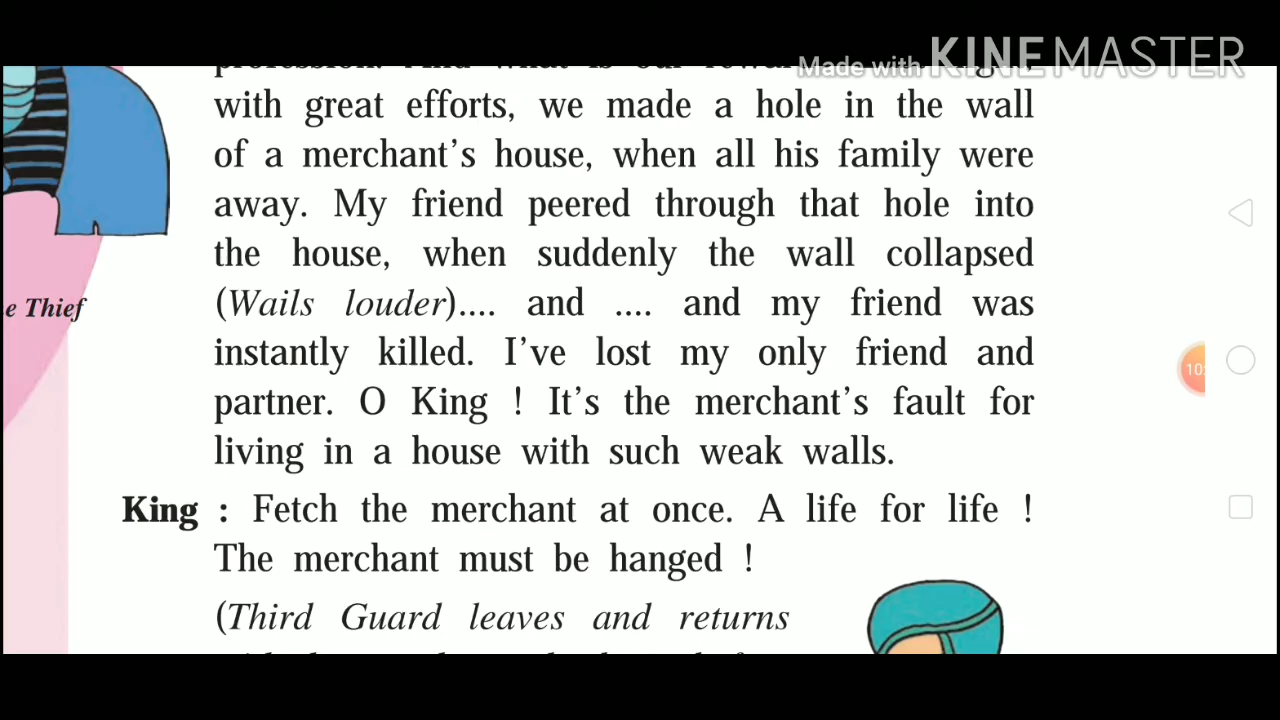 Made with KINEMASTER
with great efforts, we made a hole in the wall
of a merchant’s house, when all his family were
away. My friend peered through that hole into
the house, when suddenly the wall collapsed
e Thief
(Wails louder).... and .... and my friend was
instantly killed. I’ve lost my only friend and
10:
partner. O King ! It’s the merchant’s fault for
living in a house with such weak walls.
King : Fetch the merchant at once. A life for life !
The merchant must be hanged !
(Third Guard leaves and returns